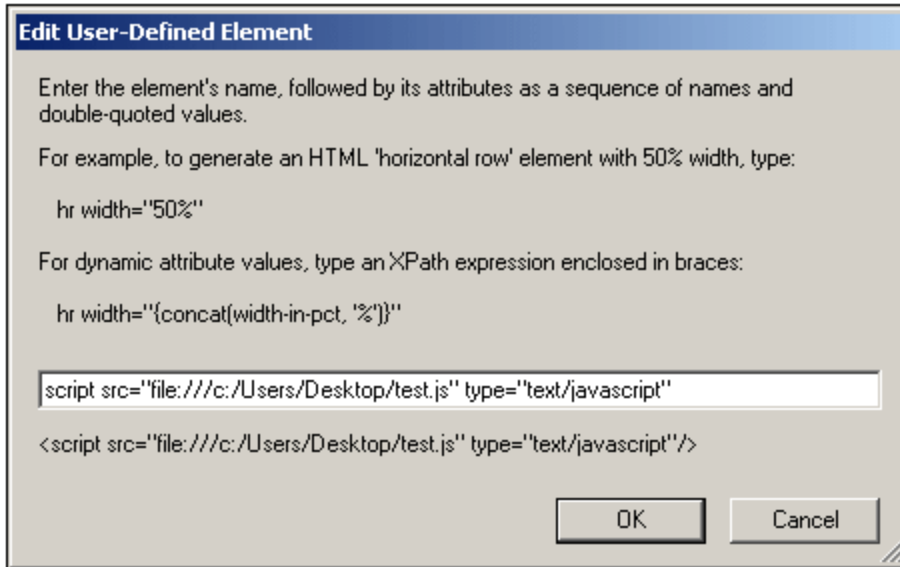 Edit User-Defined Element
Enter the element's name, followed by its attributes as a sequence of names and
double-quoted values.
For example, to generate an HTML 'horizontal row' element with 50% width, type:
hr width="50%"
For dynamic attribute values, type an XPath expression enclosed in braces:
hr width="{concat(width-in-pct, '%')}"
script src="file:///c:/Users/Desktop/test.js" type="text/javascript"
<script src="file:///c:/Users/Desktop/test.js" type="text/javascript"/>
OK Cancel